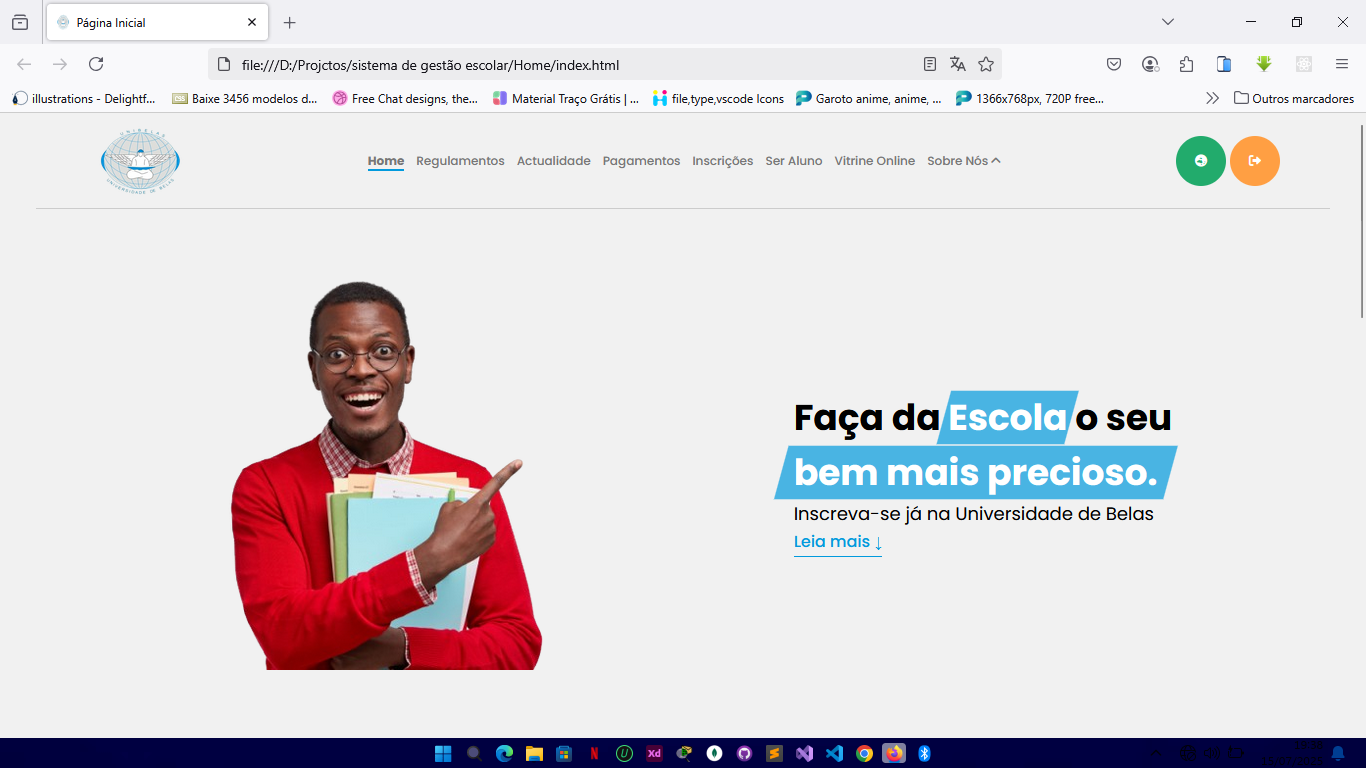 Página Inicial
file:///D:/Projctos/sistema de gestão escolar/Home/index.html
illustrations - Delightf...
Baixe 3456 modelos d...
Free Chat designs, the...
Material Traço Grátis | ...
file,type,vscode Icons
Garoto anime, anime, ...
1366x768px, 720P free...
Outros marcadores
UNIBELAS
UNIVERSIDADE DE BELAS
Home
Regulamentos
Actualidade
Pagamentos
Inscrições
Ser Aluno
Vitrine Online
Sobre Nós
Faça da Escola o seu
bem mais precioso.
Inscreva-se já na Universidade de Belas
Leia mais ↓
N
U
Xd